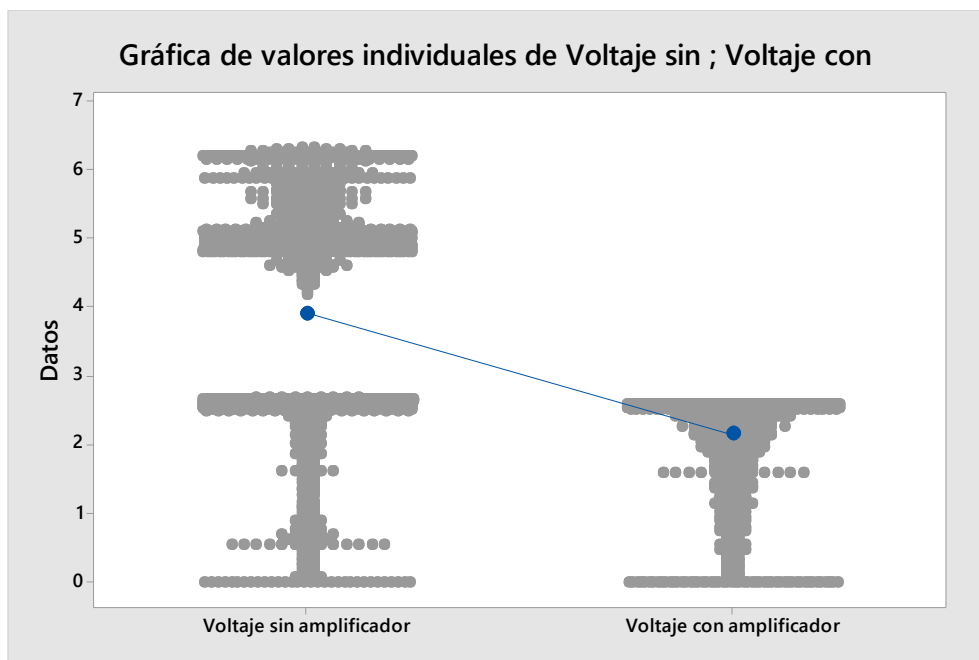 Gráfica de valores individuales de Voltaje sin ; Voltaje con
7
6
5
4
3
2
1
0
Datos
Voltaje sin amplificador
Voltaje con amplificador